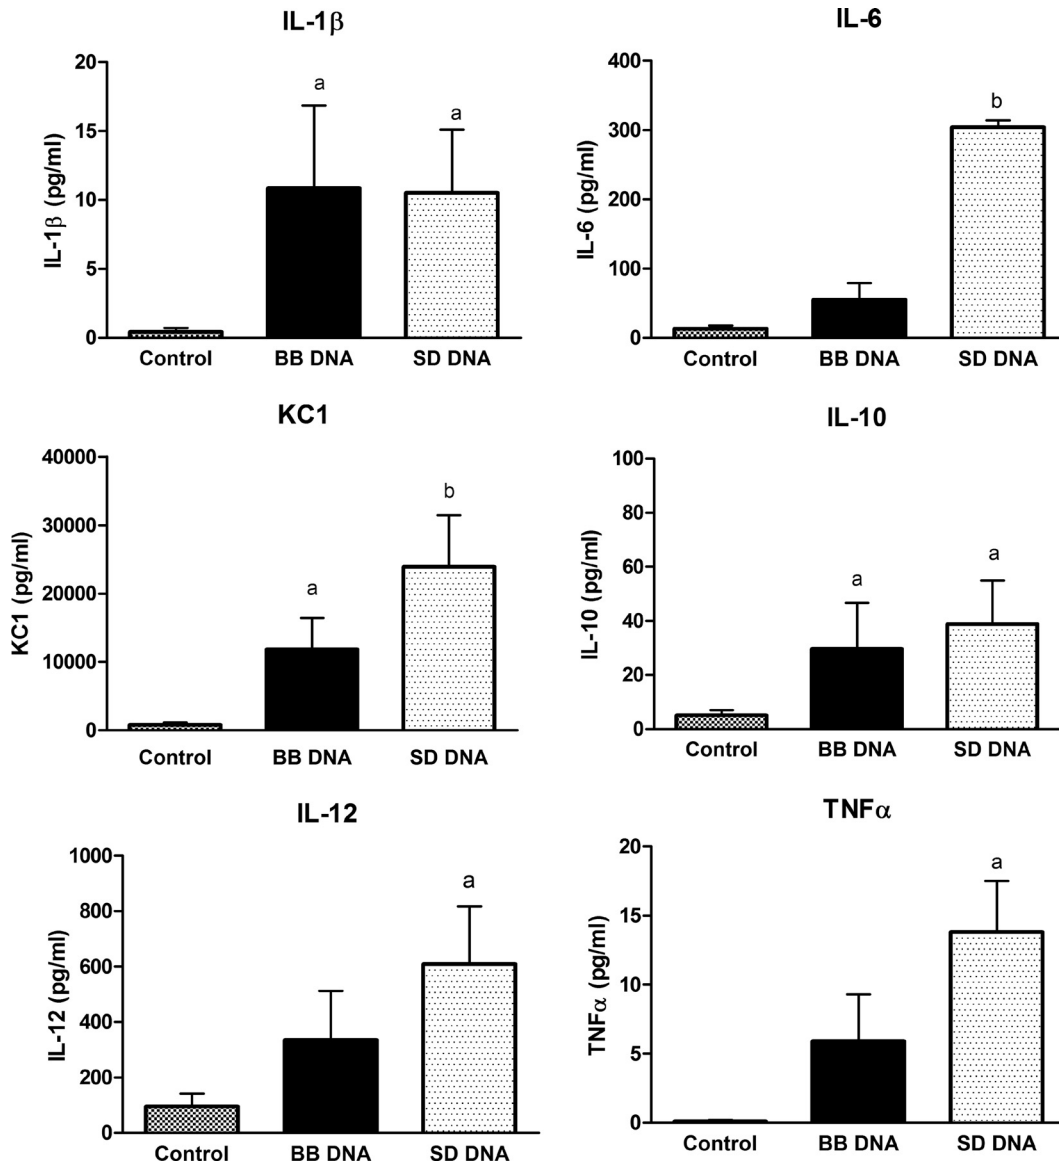 IL-1β
IL-1β (pg/ml)
20
15
10
5
0
a
a
Control
BB DNA
SD DNA
IL-6
IL-6 (pg/ml)
400
300
200
100
0
b
Control
BB DNA
SD DNA
KC1
KC1 (pg/ml)
40000
30000
20000
10000
0
a
b
Control
BB DNA
SD DNA
IL-10
IL-10 (pg/ml)
100
80
60
40
20
0
a
a
Control
BB DNA
SD DNA
IL-12
IL-12 (pg/ml)
1000
800
600
400
200
0
a
Control
BB DNA
SD DNA
TNFα
TNFα (pg/ml)
20
15
10
5
0
a
Control
BB DNA
SD DNA